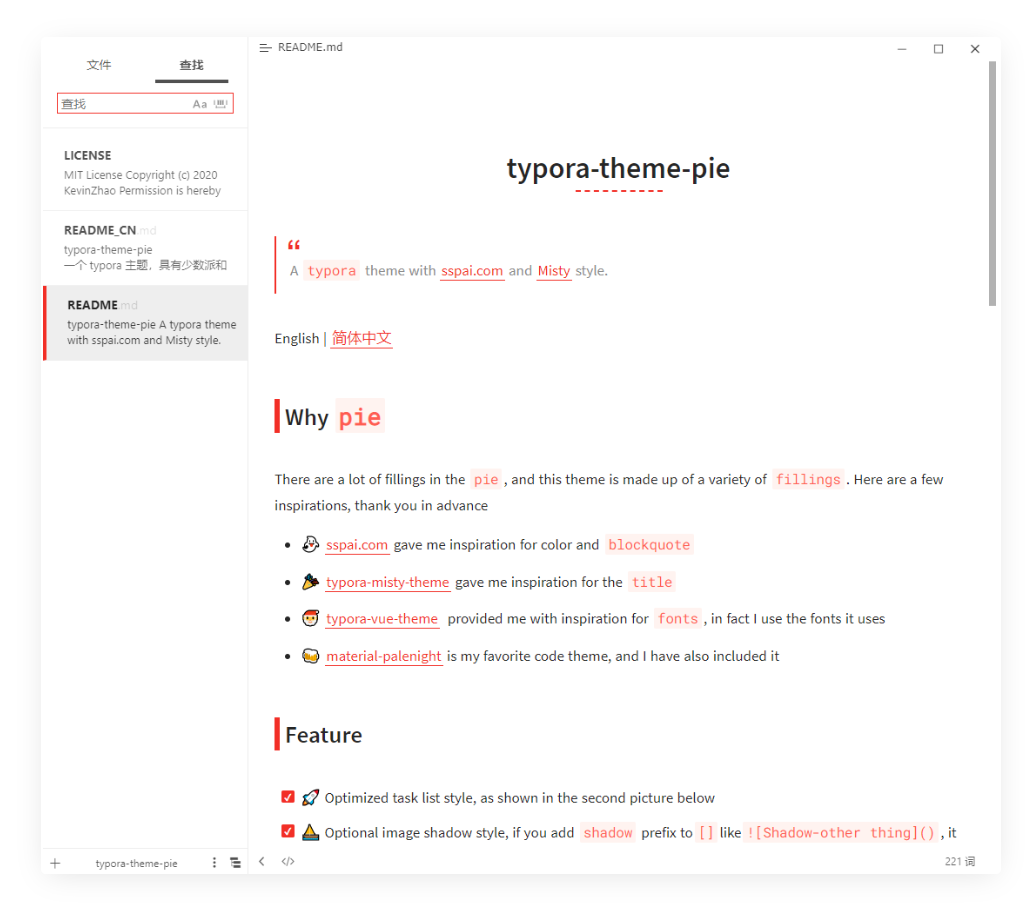 文件 查找
查找 Aa
LICENSE
MIT License Copyright (c) 2020
KevinZhao Permission is hereby
README_CN.md
typora-theme-pie
一个 typora 主题，具有少数派和
README.md
typora-theme-pie A typora theme
with sspai.com and Misty style.
typora-theme-pie
README.md
typora-theme-pie
“
A typora theme with sspai.com and Misty style.
English | 简体中文
Why pie
There are a lot of fillings in the pie , and this theme is made up of a variety of fillings . Here are a few
inspirations, thank you in advance
• sspai.com gave me inspiration for color and blockquote
• typora-misty-theme gave me inspiration for the title
• typora-vue-theme provided me with inspiration for fonts , in fact I use the fonts it uses
• material-palenight is my favorite code theme, and I have also included it
Feature
Optimized task list style, as shown in the second picture below
Optional image shadow style, if you add shadow prefix to [] like ![Shadow-other thing]() , it
</> 221 词